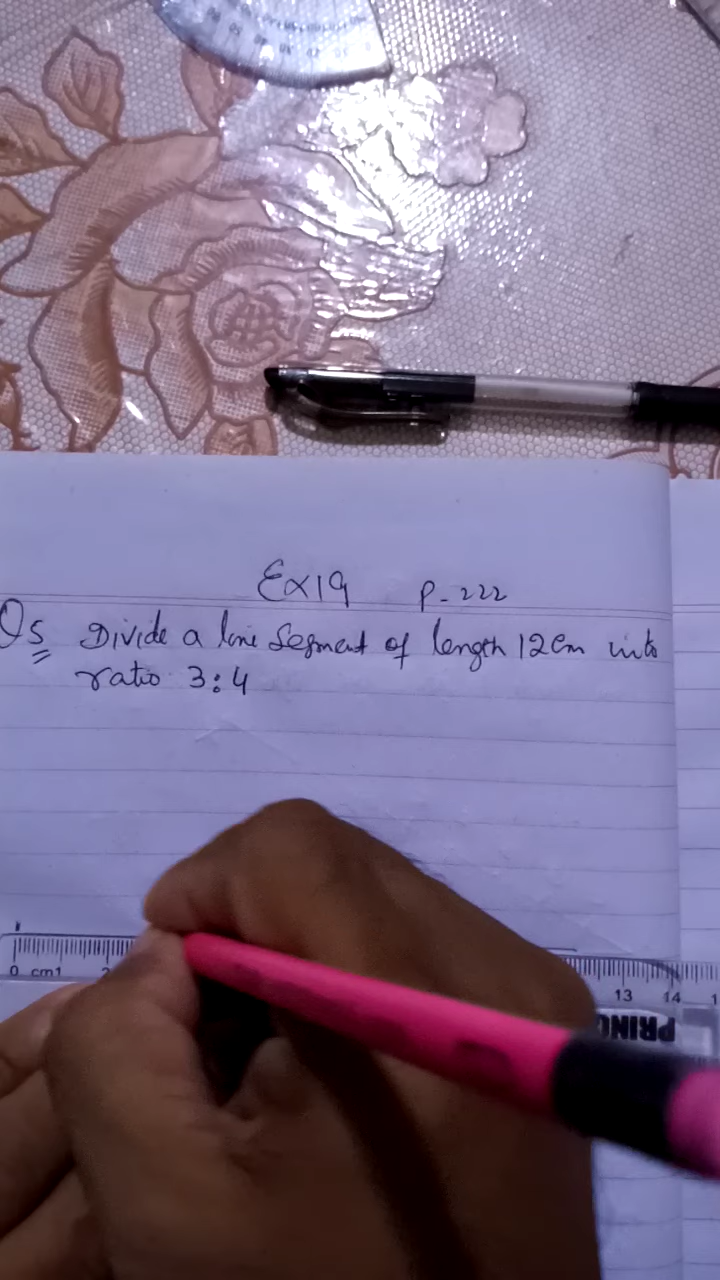 Ex19 P-222
Q5 Divide a line Segment of length 12cm into
ratio 3:4
0 cm1 13 14